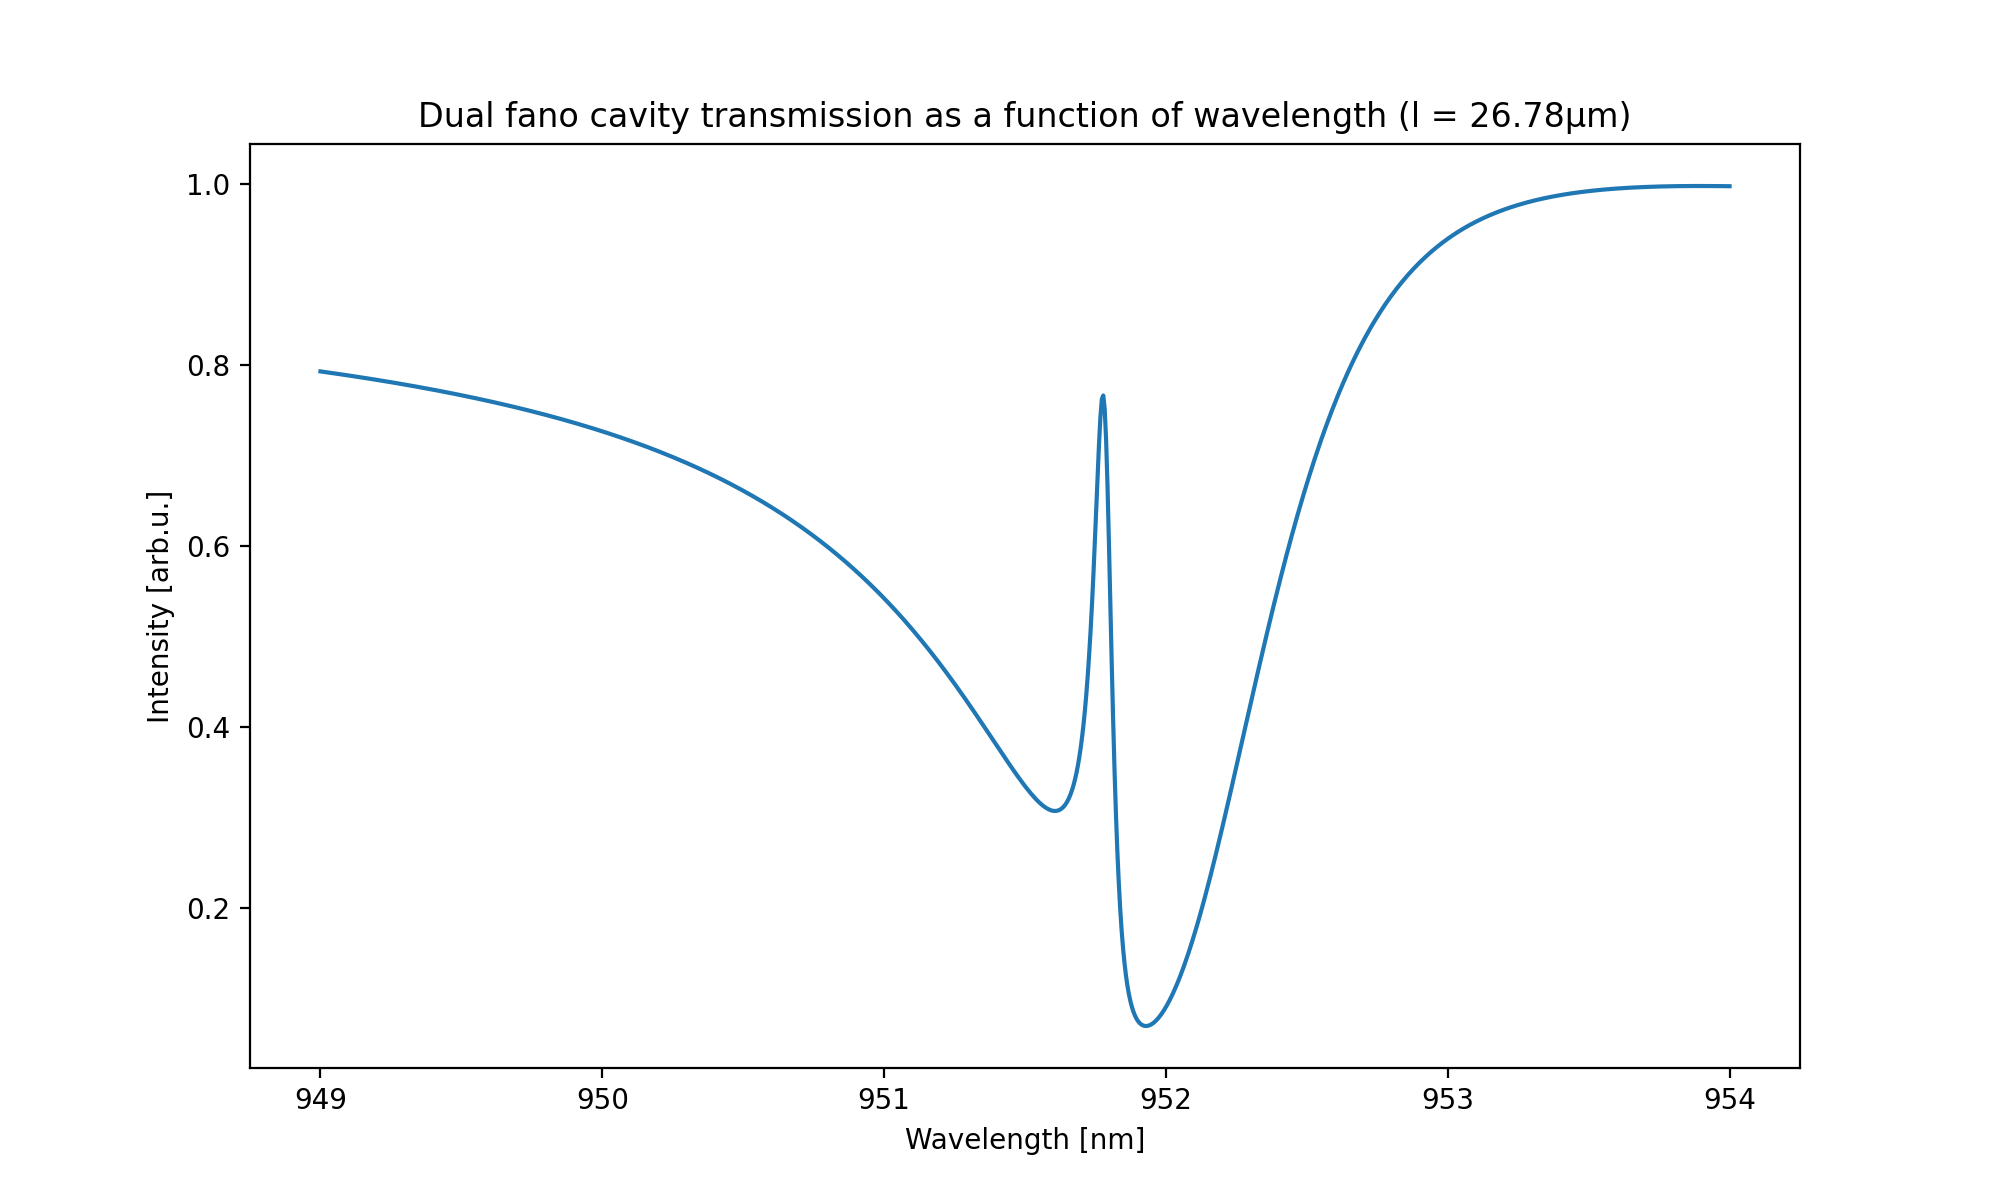 Dual fano cavity transmission as a function of wavelength (l = 26.78μm)
Intensity [arb.u.]
1.0
0.8
0.6
0.4
0.2
949 950 951 952 953 954
Wavelength [nm]